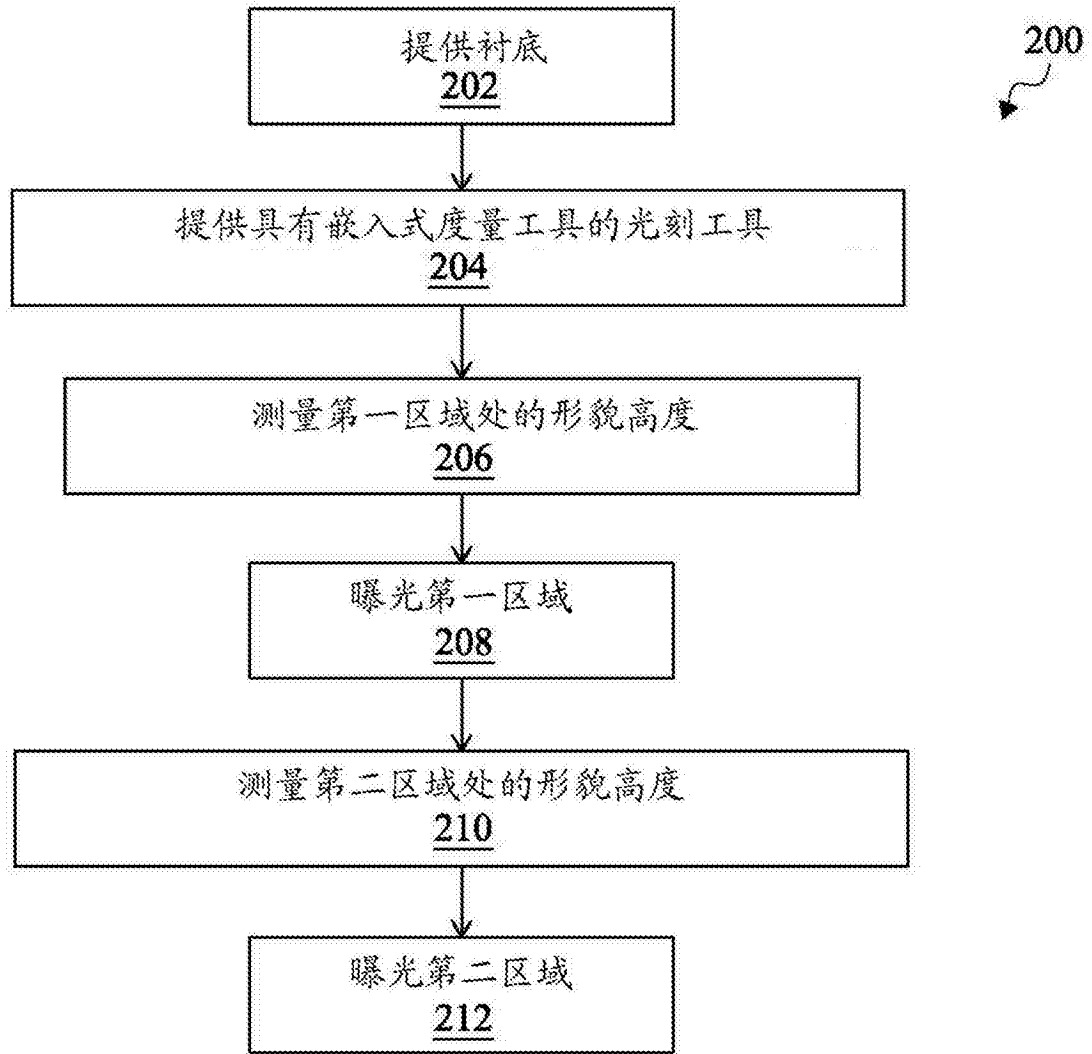 提供衬底
202
200
提供具有嵌入式度量工具的光刻工具
204
测量第一区域处的形貌高度
206
曝光第一区域
208
测量第二区域处的形貌高度
210
曝光第二区域
212